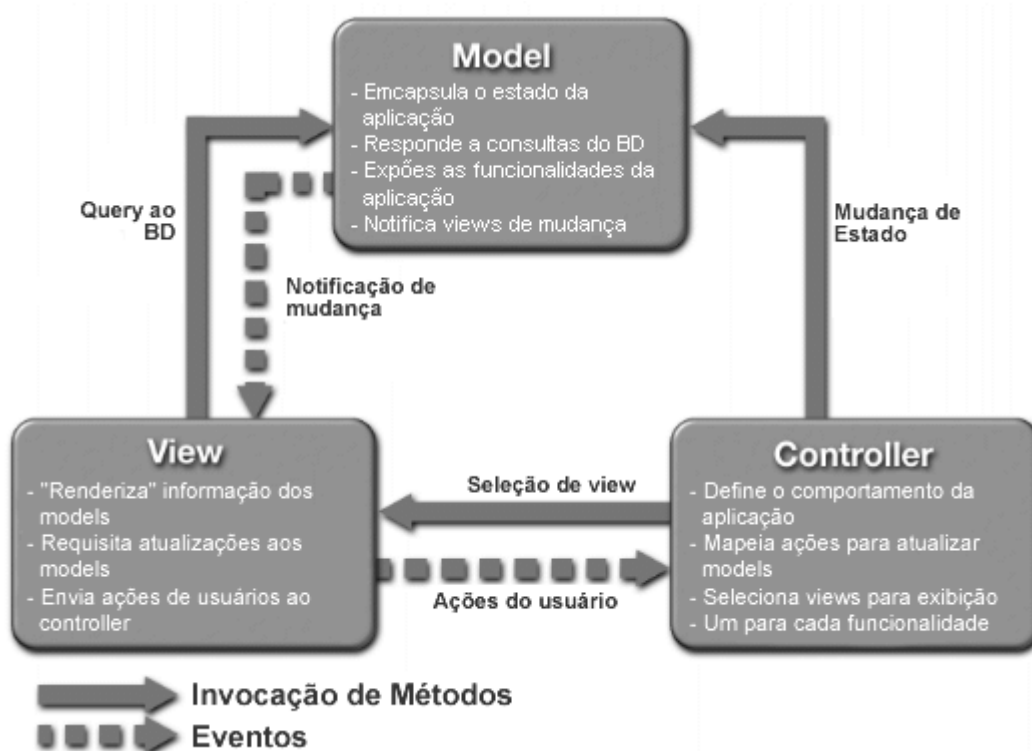 Model
- Emcapsula o estado da
aplicação
- Responde a consultas do BD
- Expões as funcionalidades da
aplicação
- Notifica views de mudança
Query ao
BD
Notificação de
mudança
Mudança de
Estado
View
- "Renderiza" informação dos
models
- Requisita atualizações aos
models
- Envia ações de usuários ao
controller
Seleção de view
Ações do usuário
Controller
- Define o comportamento da
aplicação
- Mapeia ações para atualizar
models
- Seleciona views para exibição
- Um para cada funcionalidade
Invocação de Métodos
Eventos